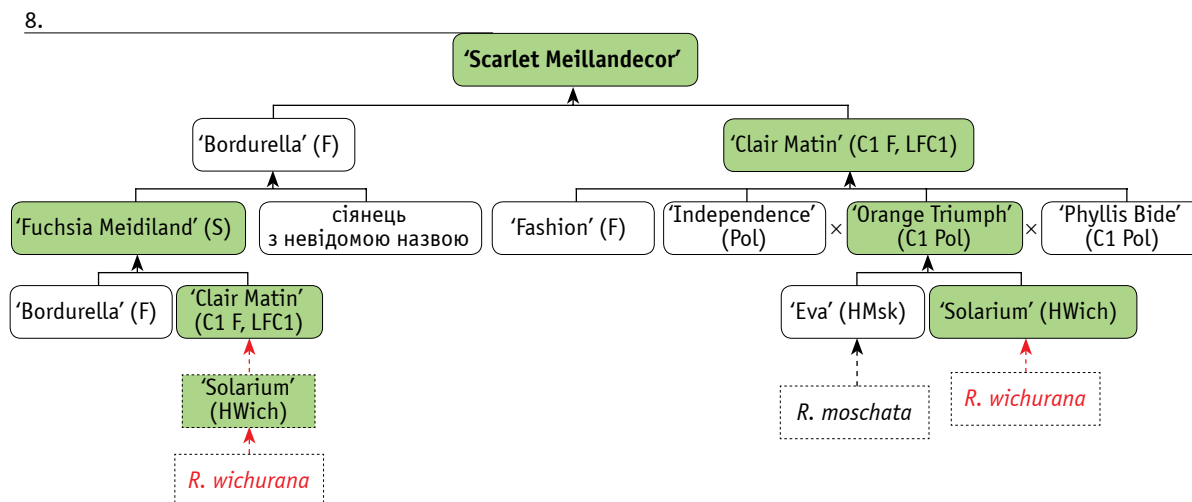 8.
‘Scarlet Meillandecor’
‘Bordurella’ (F)
‘Clair Matin’ (C1 F, LFC1)
‘Fuchsia Meidiland’ (S)
сіянець
з невідомою назвою
‘Fashion’ (F)
‘Independence’
(Pol)
×
‘Orange Triumph’
(C1 Pol)
×
‘Phyllis Bide’
(C1 Pol)
‘Bordurella’ (F)
‘Clair Matin’
(C1 F, LFC1)
‘Eva’ (HMsk)
‘Solarium’ (HWich)
‘Solarium’
(HWich)
R. moschata
R. wichurana
R. wichurana